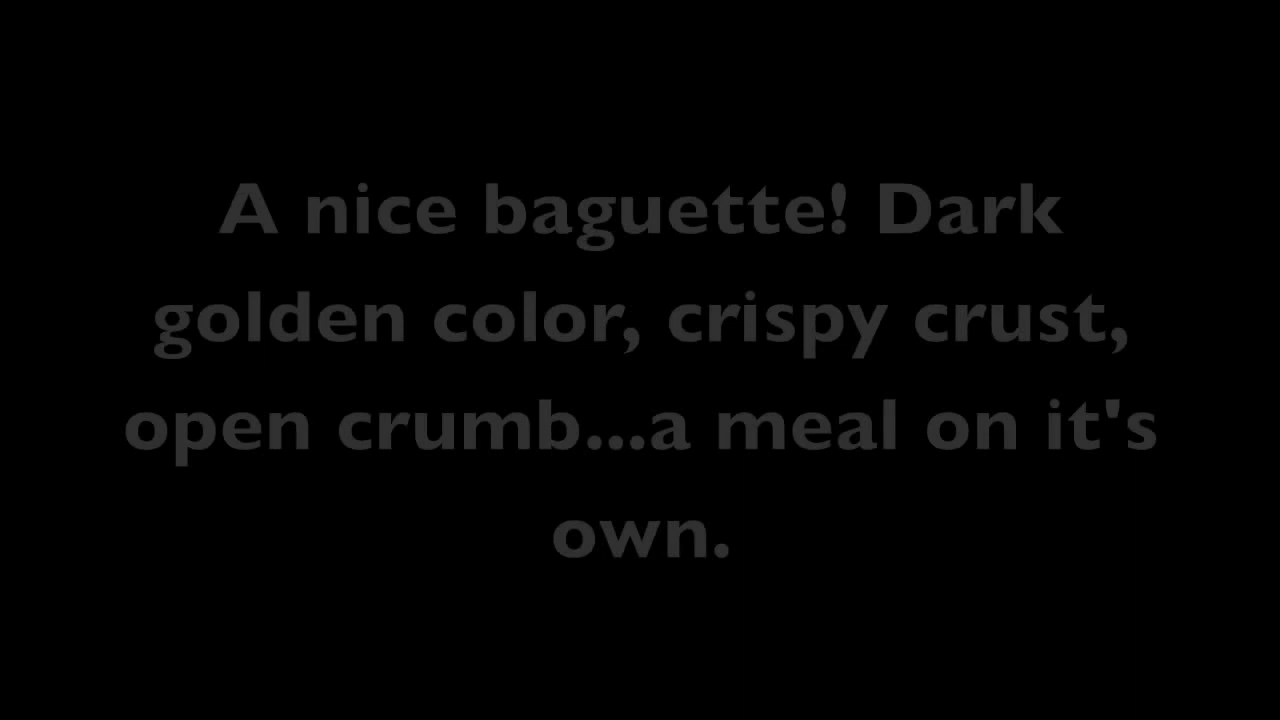 A nice baguette! Dark
golden color, crispy crust,
open crumb...a meal on it's
own.